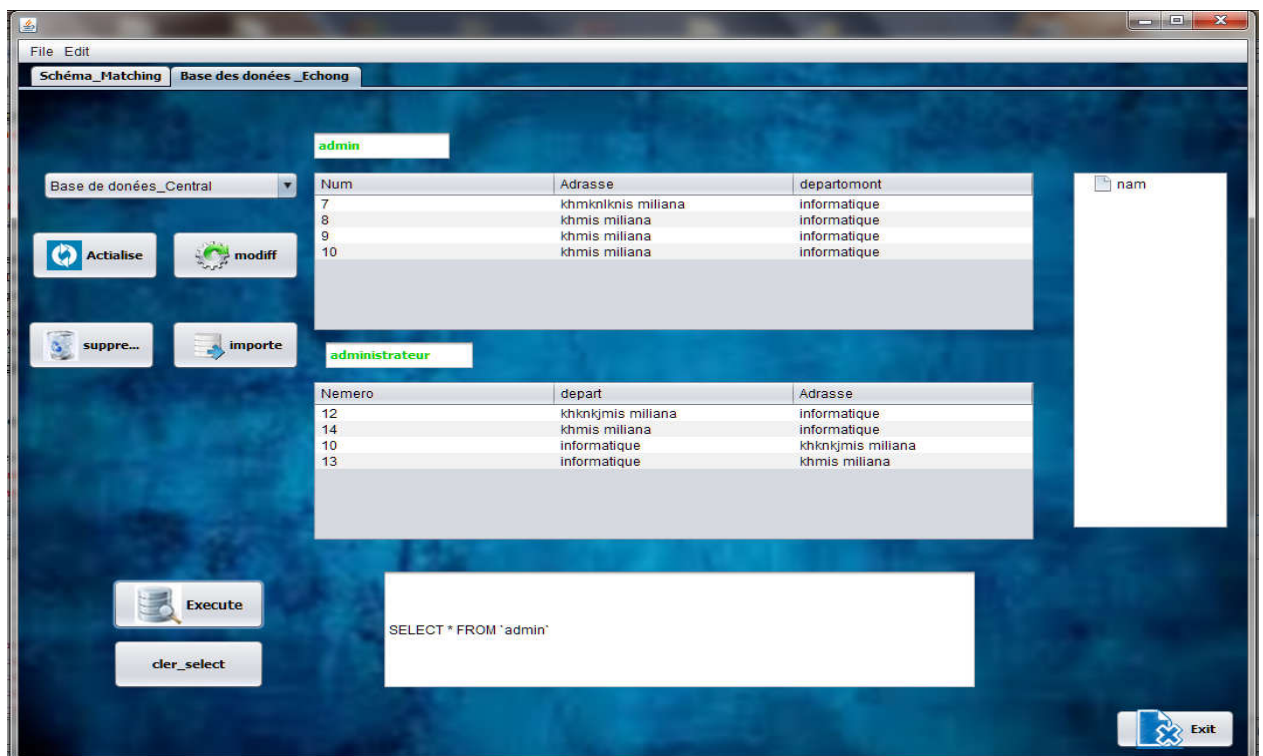 File Edit
Schéma_Matching Base des donées _Echong
admin
Base de donées_Central
Num Adrasse departomont
7 khmknlknis miliana informatique
8 khmis miliana informatique
9 khmis miliana informatique
10 khmis miliana informatique
nam
Actialise modiff
suppre... importe
administrateur
Nemero depart Adrasse
12 khknkjmis miliana informatique
14 khmis miliana informatique
10 informatique khknkjmis miliana
13 informatique khmis miliana
Execute
SELECT * FROM `admin`
cler_select
Exit